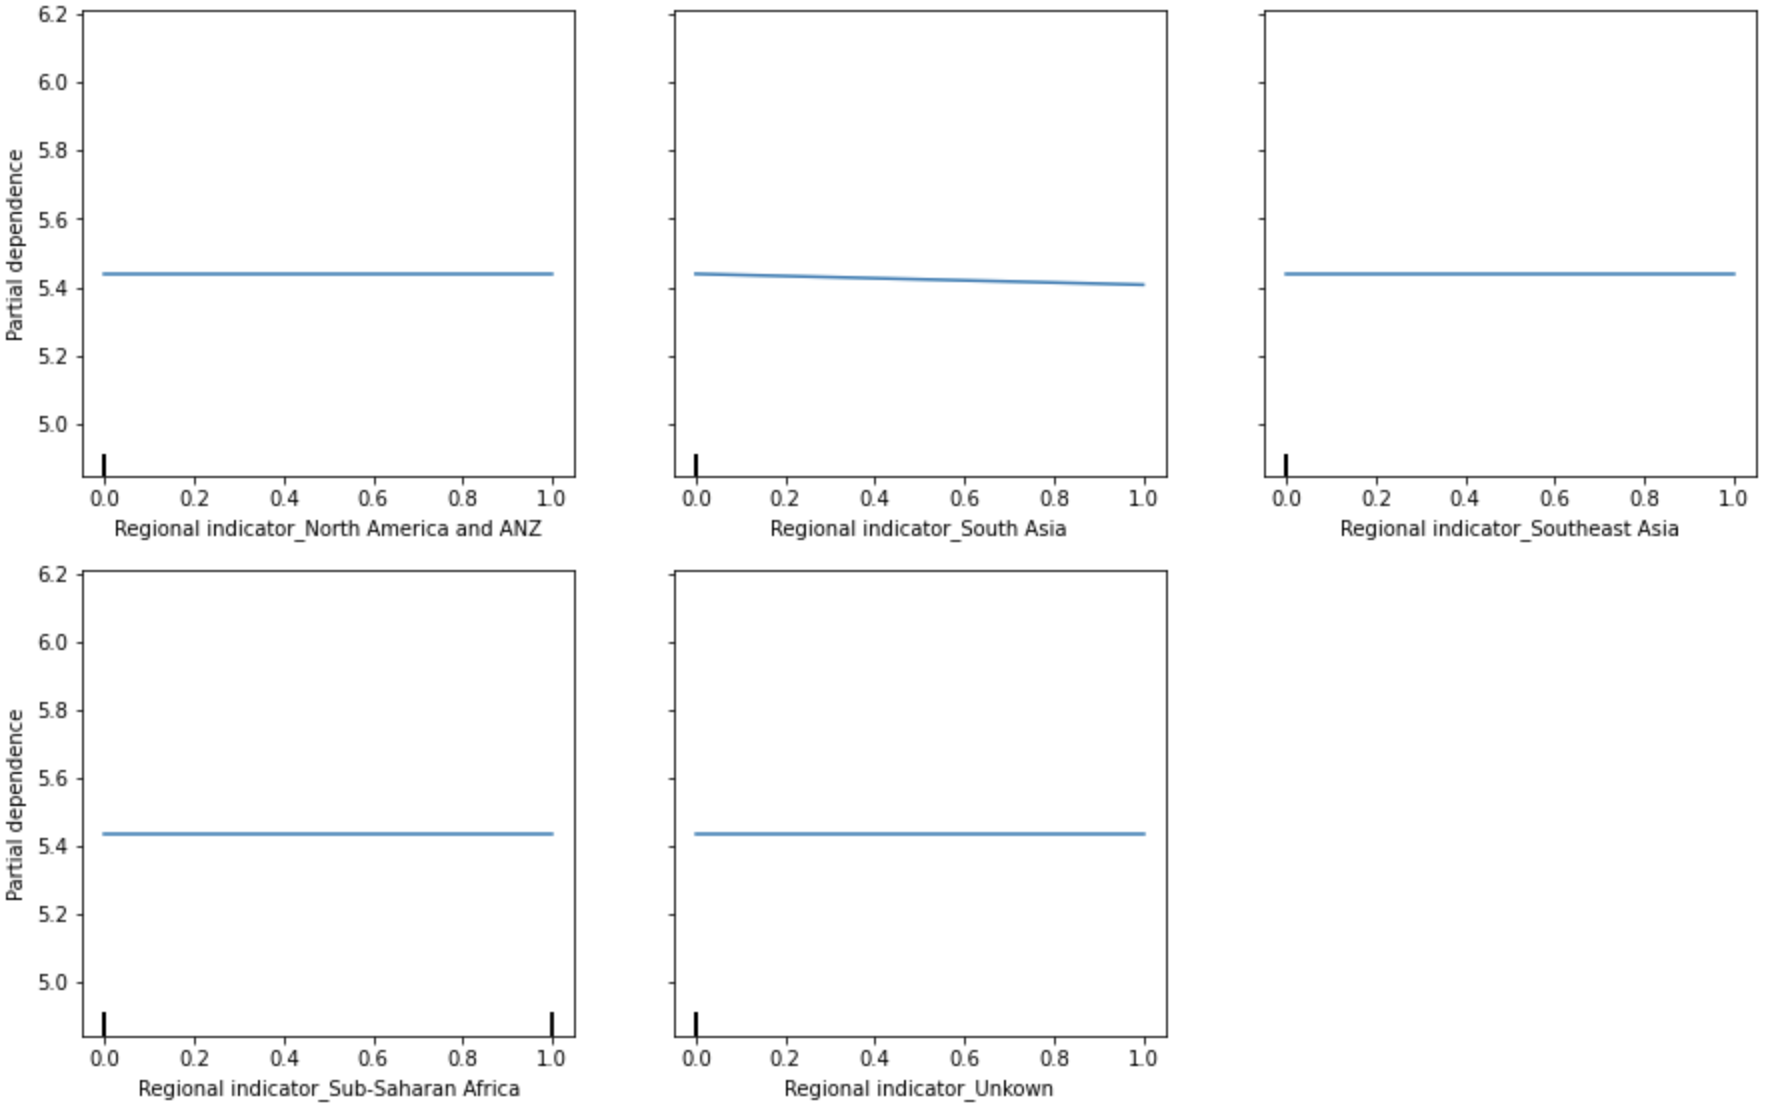 6.2
6.0
5.8
5.6
5.4
5.2
5.0
Partial dependence
0.0 0.2 0.4 0.6 0.8 1.0
Regional indicator_North America and ANZ
0.0 0.2 0.4 0.6 0.8 1.0
Regional indicator_South Asia
0.0 0.2 0.4 0.6 0.8 1.0
Regional indicator_Southeast Asia
6.2
6.0
5.8
5.6
5.4
5.2
5.0
Partial dependence
0.0 0.2 0.4 0.6 0.8 1.0
Regional indicator_Sub-Saharan Africa
0.0 0.2 0.4 0.6 0.8 1.0
Regional indicator_Unkown